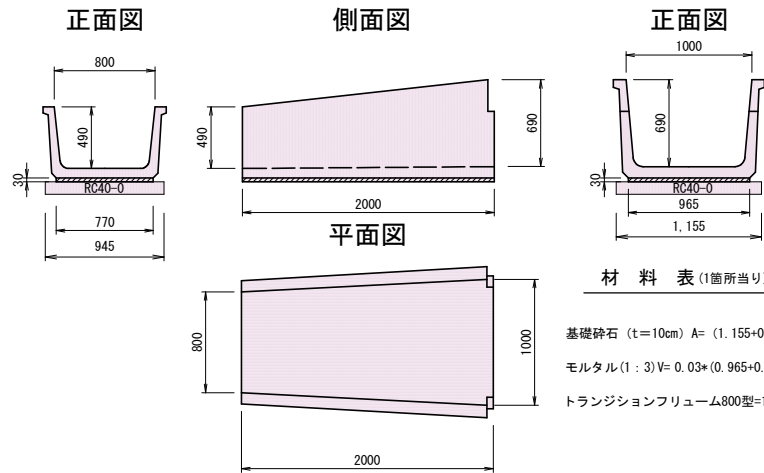 正面図
側面図
正面図
800
490
30
RC40-0
770
945
490
690
2000
1000
690
30
RC40-0
965
1,155
平面図
800
1000
2000
材 料 表 (1箇所当り)
基礎砕石 (t=10cm) A= (1.155+0
モルタル(1:3)V= 0.03*(0.965+0.
トランジションフリューム800型=1